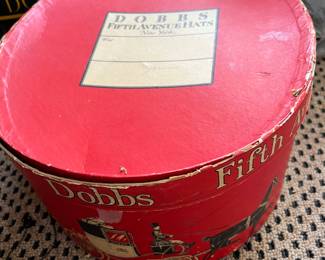 DOBBS
FIFTH AVENUE HATS
New York
Dobbs
Fifth A